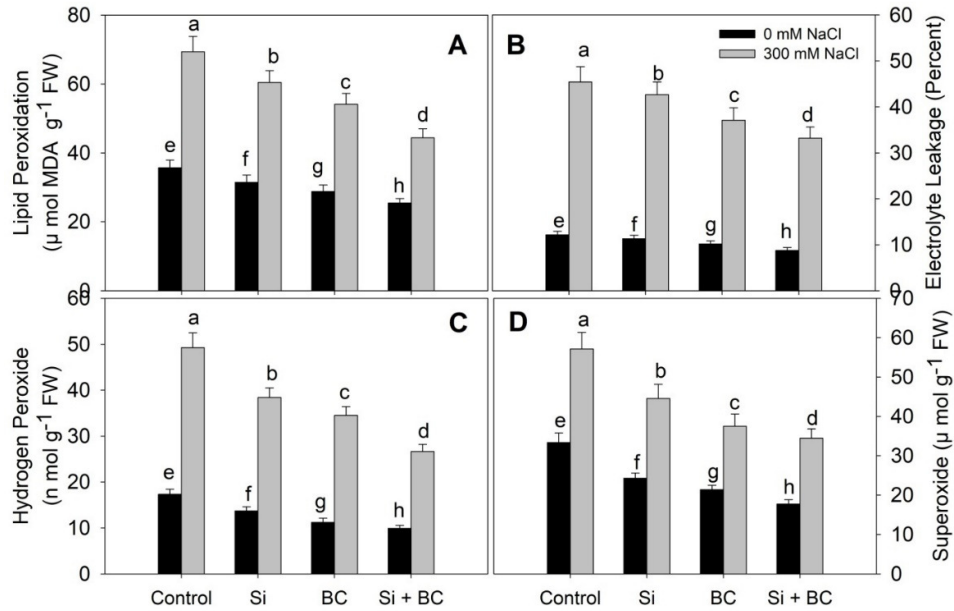 80
60
40
20
0
Lipid Peroxidation
(µ mol MDA g⁻¹ FW)
A
a
b
c
d
e
f
g
h
B
0 mM NaCl
300 mM NaCl
a
b
c
d
e
f
g
h
60
50
40
30
20
10
0
Electrolyte Leakage (Percent)
60
50
40
30
20
10
0
Hydrogen Peroxide
(n mol g⁻¹ FW)
C
a
b
c
d
e
f
g
h
Control Si BC Si + BC
D
a
b
c
d
e
f
g
h
Control Si BC Si + BC
70
60
50
40
30
20
10
0
Superoxide (µ mol g⁻¹ FW)